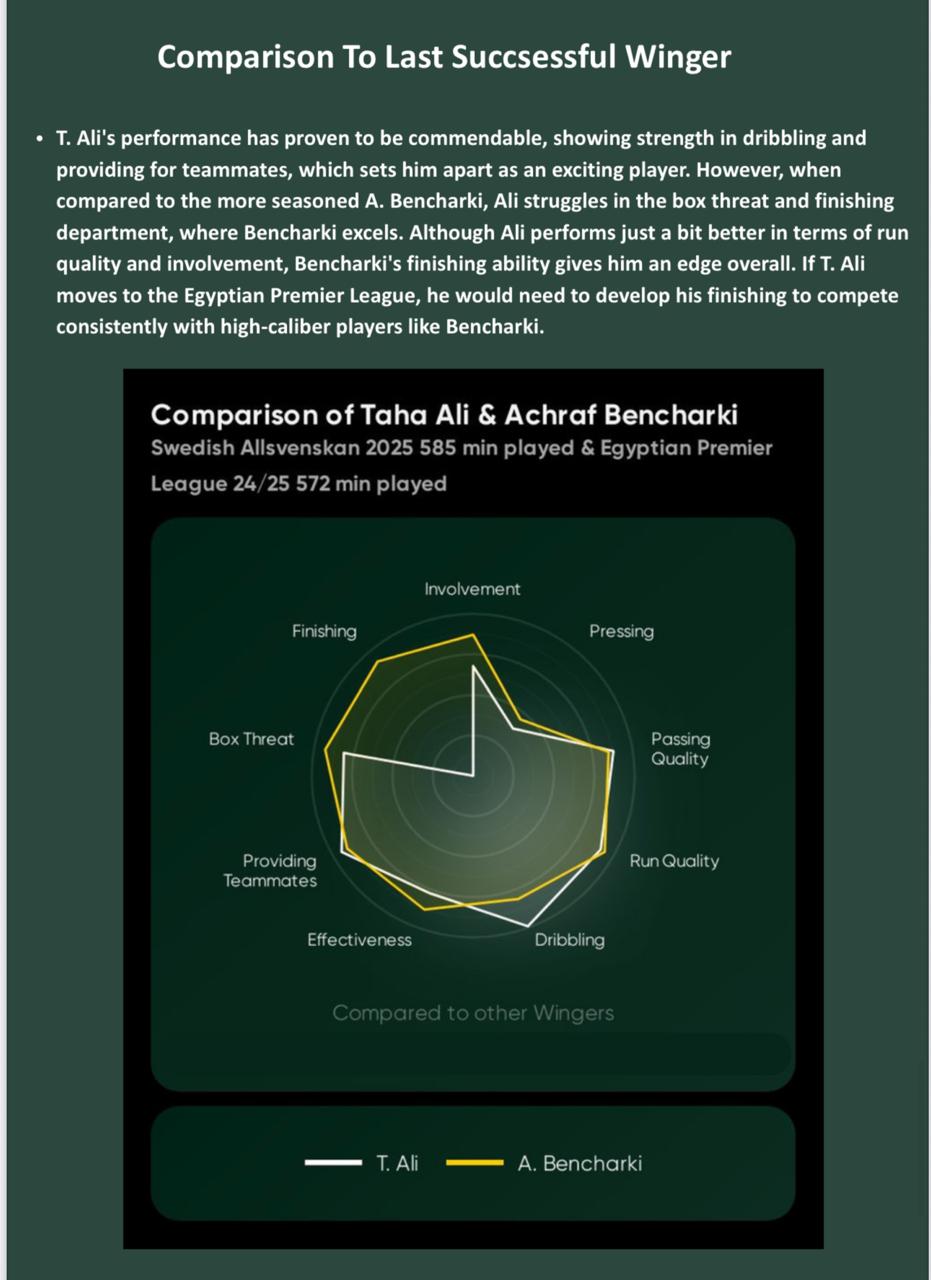 Comparison To Last Succsessful Winger
• T. Ali's performance has proven to be commendable, showing strength in dribbling and
providing for teammates, which sets him apart as an exciting player. However, when
compared to the more seasoned A. Bencharki, Ali struggles in the box threat and finishing
department, where Bencharki excels. Although Ali performs just a bit better in terms of run
quality and involvement, Bencharki's finishing ability gives him an edge overall. If T. Ali
moves to the Egyptian Premier League, he would need to develop his finishing to compete
consistently with high-caliber players like Bencharki.
Comparison of Taha Ali & Achraf Bencharki
Swedish Allsvenskan 2025 585 min played & Egyptian Premier
League 24/25 572 min played
Involvement
Finishing
Pressing
Box Threat
Passing
Quality
Providing
Teammates
Run Quality
Effectiveness
Dribbling
Compared to other Wingers
T. Ali
A. Bencharki